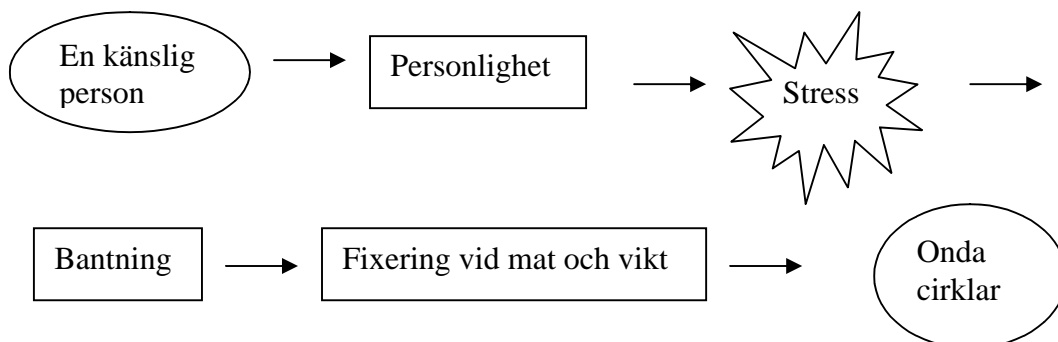 En känslig
person
Personlighet
Stress
Bantning
Fixering vid mat och vikt
Onda
cirklar